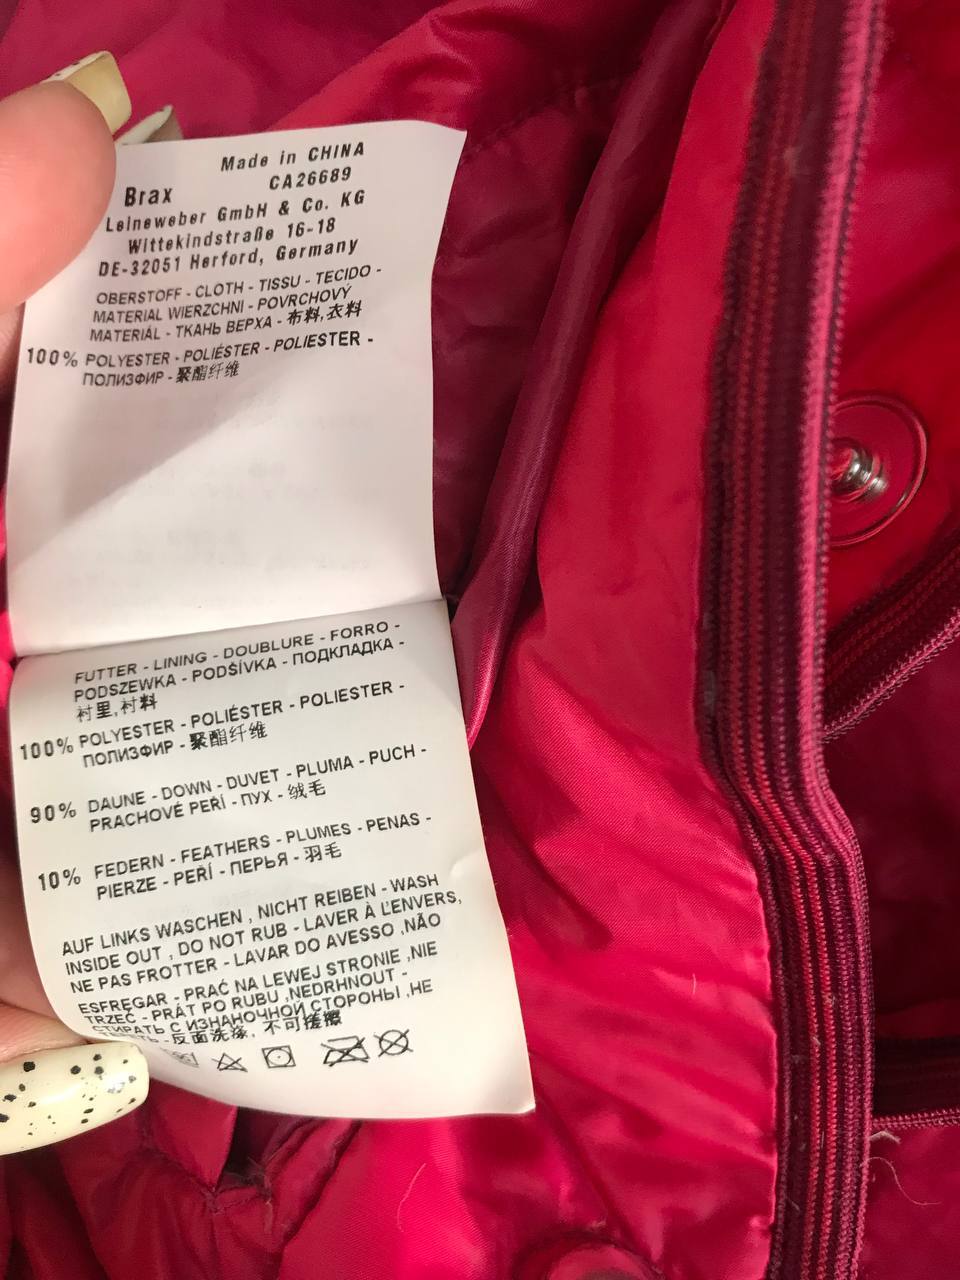 Made in CHINA
CA26689
Brax
Leineweber GmbH & Co. KG
Wittekindstraße 16-18
DE-32051 Herford, Germany
OBERSTOFF - CLOTH - TISSU - TECIDO -
MATERIAL WIERZCHNI - POVRCHOVÝ
MATERIÁL - ТКАНЬ ВЕРХА - 布料,衣料
100% POLYESTER - POLIÉSTER - POLIESTER -
ПОЛИЗФИР - 聚酯纤维
FUTTER - LINING - DOUBLURE - FORRO -
PODSZEWKA - PODŠÍVKA - ПОДКЛАДКА -
衬里,衬料
100% POLYESTER - POLIÉSTER - POLIESTER -
ПОЛИЗФИР - 聚酯纤维
90% DAUNE - DOWN - DUVET - PLUMA - PUCH -
PRACHOVÉ PEŘÍ - ПУХ - 绒毛
10% FEDERN - FEATHERS - PLUMES - PENAS -
PIERZE - PEŘÍ - ПЕРЬЯ - 羽毛
AUF LINKS WASCHEN , NICHT REIBEN - WASH
INSIDE OUT , DO NOT RUB - LAVER À L'ENVERS,
NE PAS FROTTER - LAVAR DO AVESSO ,NÃO
ESFREGAR - PRAĆ NA LEWEJ STRONIE ,NIE
TRZEĆ - PRÁT PO RUBU ,NEDRHNOUT -
СТИРАТЬ С ИЗНАНОЧНОЙ СТОРОНЫ ,НЕ
- 反面洗涤, 不可搓擦